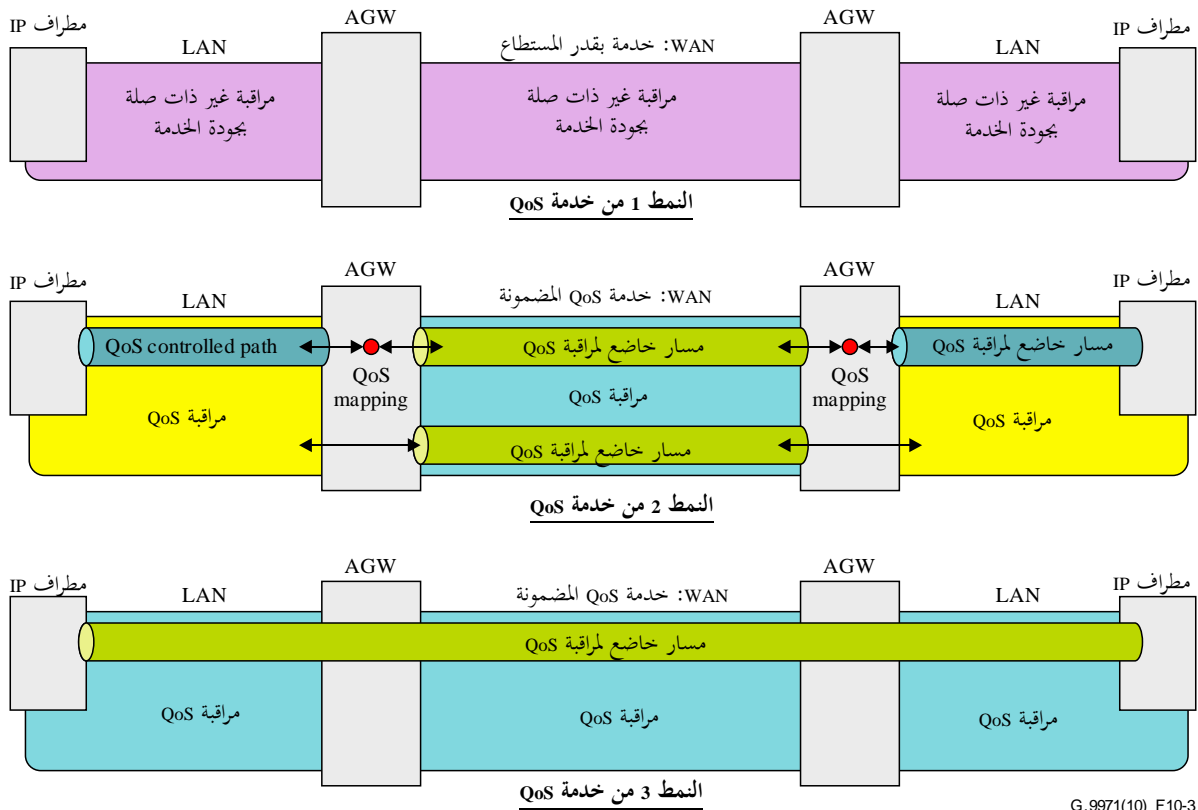 مطراف IP
AGW
AGW
مطراف IP
LAN
WAN: خدمة بقدر المستطاع
LAN
مراقبة غير ذات صلة
بجودة الخدمة
مراقبة غير ذات صلة
بجودة الخدمة
مراقبة غير ذات صلة
بجودة الخدمة
النمط 1 من خدمة QoS
مطراف IP
AGW
AGW
مطراف IP
LAN
WAN: خدمة QoS المضمونة
LAN
QoS controlled path
مسار خاضع لمراقبة QoS
مسار خاضع لمراقبة QoS
QoS
mapping
QoS
mapping
مراقبة QoS
مراقبة QoS
مراقبة QoS
مسار خاضع لمراقبة QoS
النمط 2 من خدمة QoS
مطراف IP
AGW
AGW
مطراف IP
LAN
WAN: خدمة QoS المضمونة
LAN
مسار خاضع لمراقبة QoS
مراقبة QoS
مراقبة QoS
مراقبة QoS
النمط 3 من خدمة QoS
G.9971(10)_F10-3